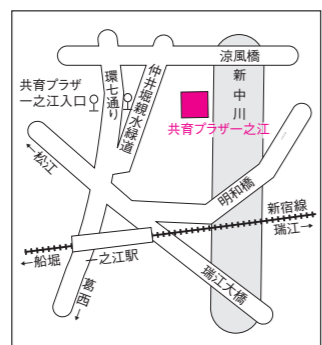 涼風橋
新中川
環七通り
仲井堀親水緑道
共育プラザ
一之江入口
共育プラザ一之江
←松江
明和橋
新宿線
瑞江→
←船堀
一之江駅
瑞江大橋
葛西→